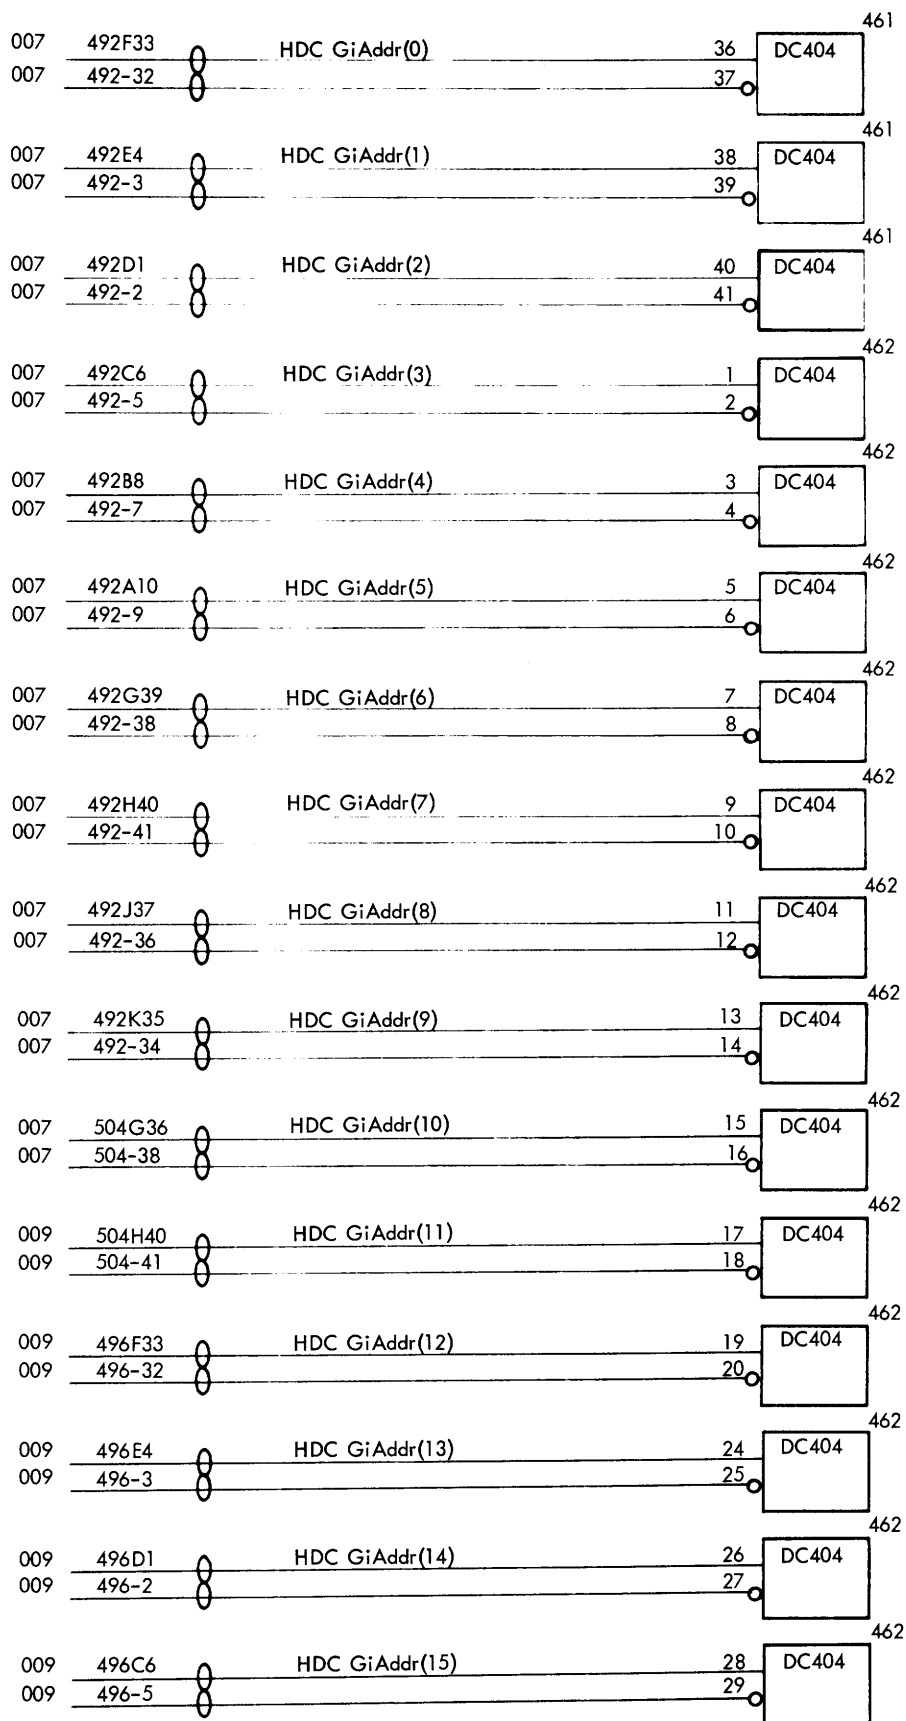 461
007 492F33 HDC GiAddr(0) 36 DC404
007 492-32 37
461
007 492E4 HDC GiAddr(1) 38 DC404
007 492-3 39
461
007 492D1 HDC GiAddr(2) 40 DC404
007 492-2 41
462
007 492C6 HDC GiAddr(3) 1 DC404
007 492-5 2
462
007 492B8 HDC GiAddr(4) 3 DC404
007 492-7 4
462
007 492A10 HDC GiAddr(5) 5 DC404
007 492-9 6
462
007 492G39 HDC GiAddr(6) 7 DC404
007 492-38 8
462
007 492H40 HDC GiAddr(7) 9 DC404
007 492-41 10
462
007 492J37 HDC GiAddr(8) 11 DC404
007 492-36 12
462
007 492K35 HDC GiAddr(9) 13 DC404
007 492-34 14
462
007 504G36 HDC GiAddr(10) 15 DC404
007 504-38 16
462
009 504H40 HDC GiAddr(11) 17 DC404
009 504-41 18
462
009 496F33 HDC GiAddr(12) 19 DC404
009 496-32 20
462
009 496E4 HDC GiAddr(13) 24 DC404
009 496-3 25
462
009 496D1 HDC GiAddr(14) 26 DC404
009 496-2 27
462
009 496C6 HDC GiAddr(15) 28 DC404
009 496-5 29